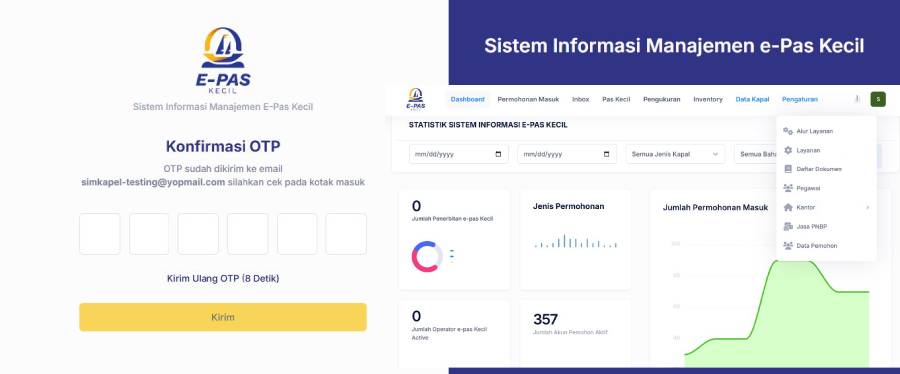 E-PAS
KECIL
Sistem Informasi Manajemen E-Pas Kecil
Konfirmasi OTP
OTP sudah dikirim ke email
simkapel-testing@yopmail.com silahkan cek pada kotak masuk
Kirim Ulang OTP (8 Detik)
Kirim
Sistem Informasi Manajemen e-Pas Kecil
Dashboard Permohonan Masuk Inbox Pas Kecil Pengukuran Inventory Data Kapal Pengaturan S
STATISTIK SISTEM INFORMASI E-PAS KECIL
mm/dd/yyyy mm/dd/yyyy Semua Jenis Kapal Semua Baha
Alur Layanan
Layanan
Daftar Dokumen
Pegawai
Kantor
Jasa PNBP
Data Pemohon
0
Jumlah Penerbitan e-pas Kecil
Jenis Permohonan
Jumlah Permohonan Masuk
0
Jumlah Operator e-pas Kecil
Active
357
Jumlah Akun Pemohon Aktif